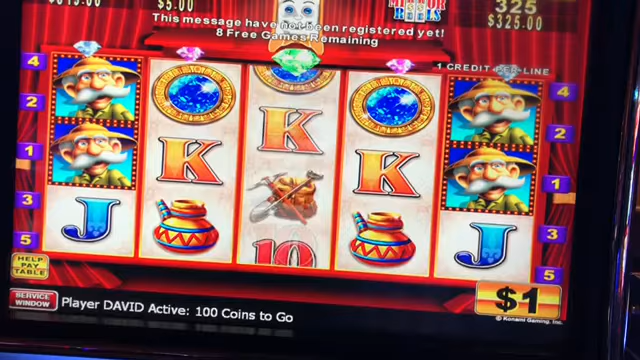 $5.00
325
$325.00
This message have not been registered yet!
8 Free Games Remaining
1 CREDIT PER LINE
4
4
2
2
K
K
K
1
1
3
3
J
J
5
10
5
HELP
PAY
TABLE
SERVICE
WINDOW
Player DAVID Active: 100 Coins to Go
$1
© Konami Gaming, Inc.